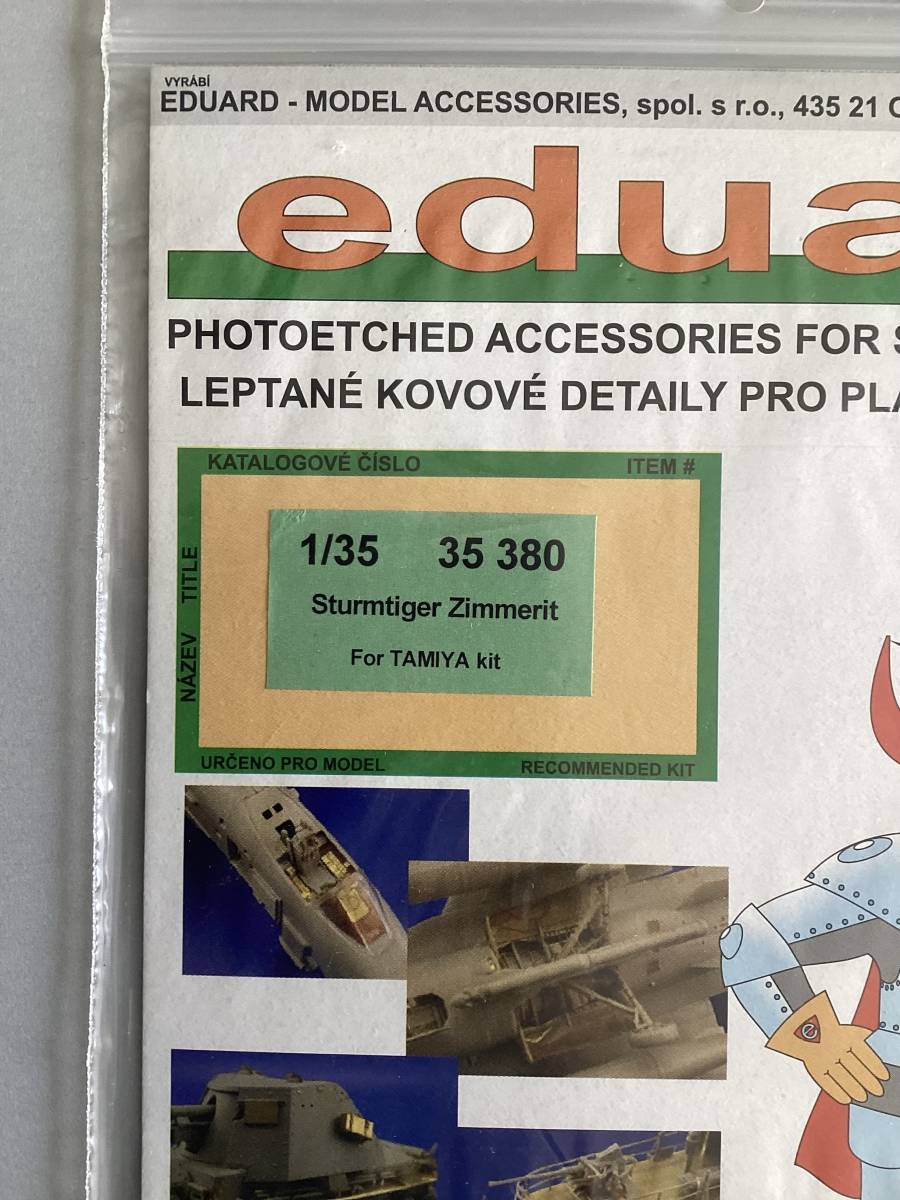 VYRÁBÍ
EDUARD - MODEL ACCESSORIES, spol. s r.o., 435 21
edua
PHOTOETCHED ACCESSORIES FOR
LEPTANÉ KOVOVÉ DETAILY PRO
KATALOGOVÉ ČÍSLO ITEM #
NÁZEV TITLE
1/35 35 380
Sturmtiger Zimmerit
For TAMIYA kit
URČENO PRO MODEL RECOMMENDED KIT
e